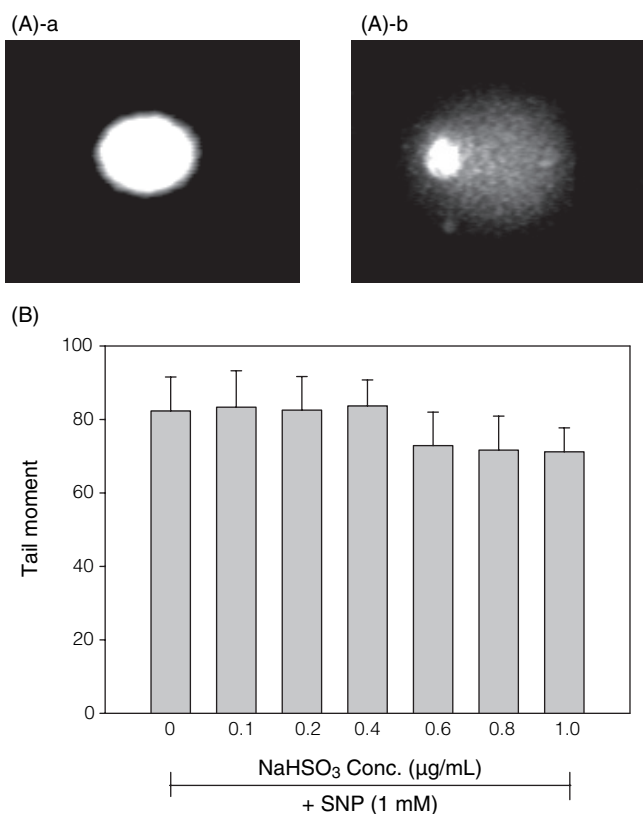 (A)-a
(A)-b
(B)
100
80
60
40
20
0
Tail moment
0 0.1 0.2 0.4 0.6 0.8 1.0
NaHSO₃ Conc. (µg/mL)
+ SNP (1 mM)